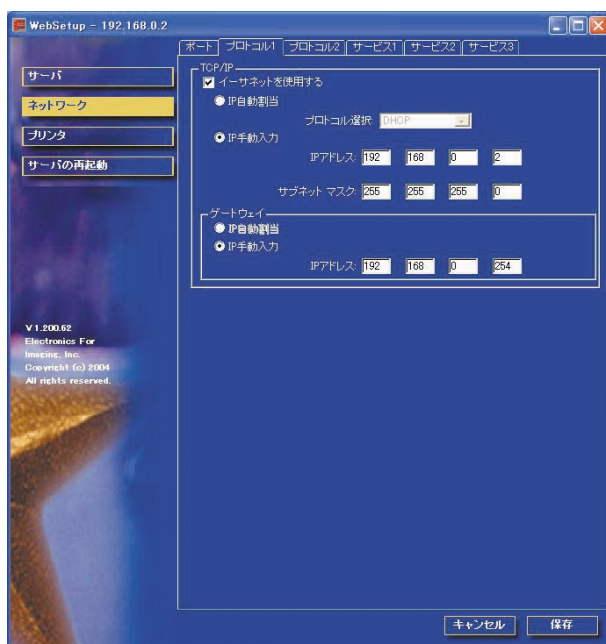 WebSetup - 192.168.0.2
ポート プロトコル1 プロトコル2 サービス1 サービス2 サービス3
サーバ
ネットワーク
プリンタ
サーバの再起動
TCP/IP
イーサネットを使用する
IP自動割当
プロトコル選択 DHCP
IP手動入力
IPアドレス: 192 168 0 2
サブネット マスク: 255 255 255 0
ゲートウェイ
IP自動割当
IP手動入力
IPアドレス: 192 168 0 254
V 1.200.62
Electronics For
Imaging, Inc.
Copyright (c) 2004
All rights reserved.
キャンセル 保存